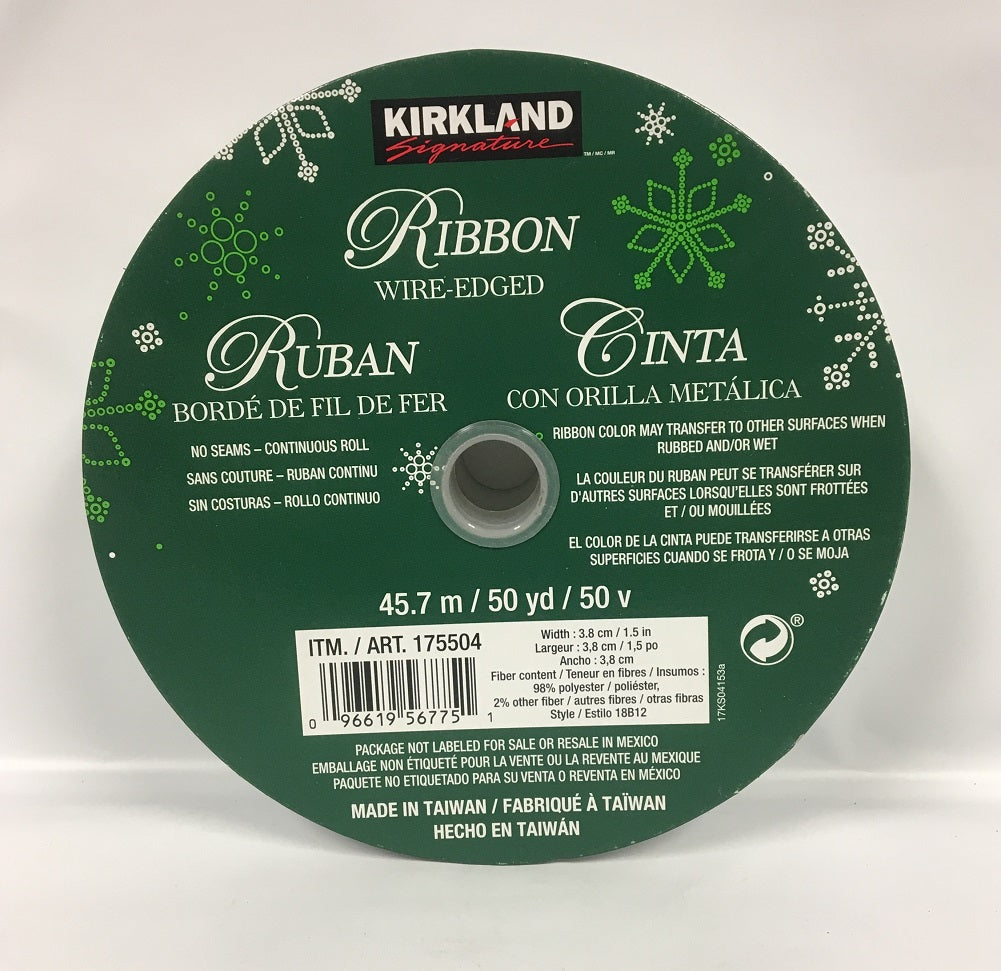 KIRKLAND
Signature
TM / MC / MR
RIBBON
WIRE-EDGED
RUBAN
BORDÉ DE FIL DE FER
CINTA
CON ORILLA METÁLICA
NO SEAMS – CONTINUOUS ROLL
SANS COUTURE – RUBAN CONTINU
SIN COSTURAS – ROLLO CONTINUO
RIBBON COLOR MAY TRANSFER TO OTHER SURFACES WHEN
RUBBED AND/OR WET
LA COULEUR DU RUBAN PEUT SE TRANSFÉRER SUR
D'AUTRES SURFACES LORSQU'ELLES SONT FROTTÉES
ET / OU MOUILLÉES
EL COLOR DE LA CINTA PUEDE TRANSFERIRSE A OTRAS
SUPERFICIES CUANDO SE FROTA Y / O SE MOJA
45.7 m / 50 yd / 50 v
ITM. / ART. 175504
0 96619 56775 1
Width : 3.8 cm / 1.5 in
Largeur : 3,8 cm / 1,5 po
Ancho : 3,8 cm
Fiber content / Teneur en fibres / Insumos :
98% polyester / poliéster,
2% other fiber / autres fibres / otras fibras
Style / Estilo 18B12
17KS04153a
®
PACKAGE NOT LABELED FOR SALE OR RESALE IN MEXICO
EMBALLAGE NON ÉTIQUETÉ POUR LA VENTE OU LA REVENTE AU MEXIQUE
PAQUETE NO ETIQUETADO PARA SU VENTA O REVENTA EN MÉXICO
MADE IN TAIWAN / FABRIQUÉ À TAÏWAN
HECHO EN TAIWÁN